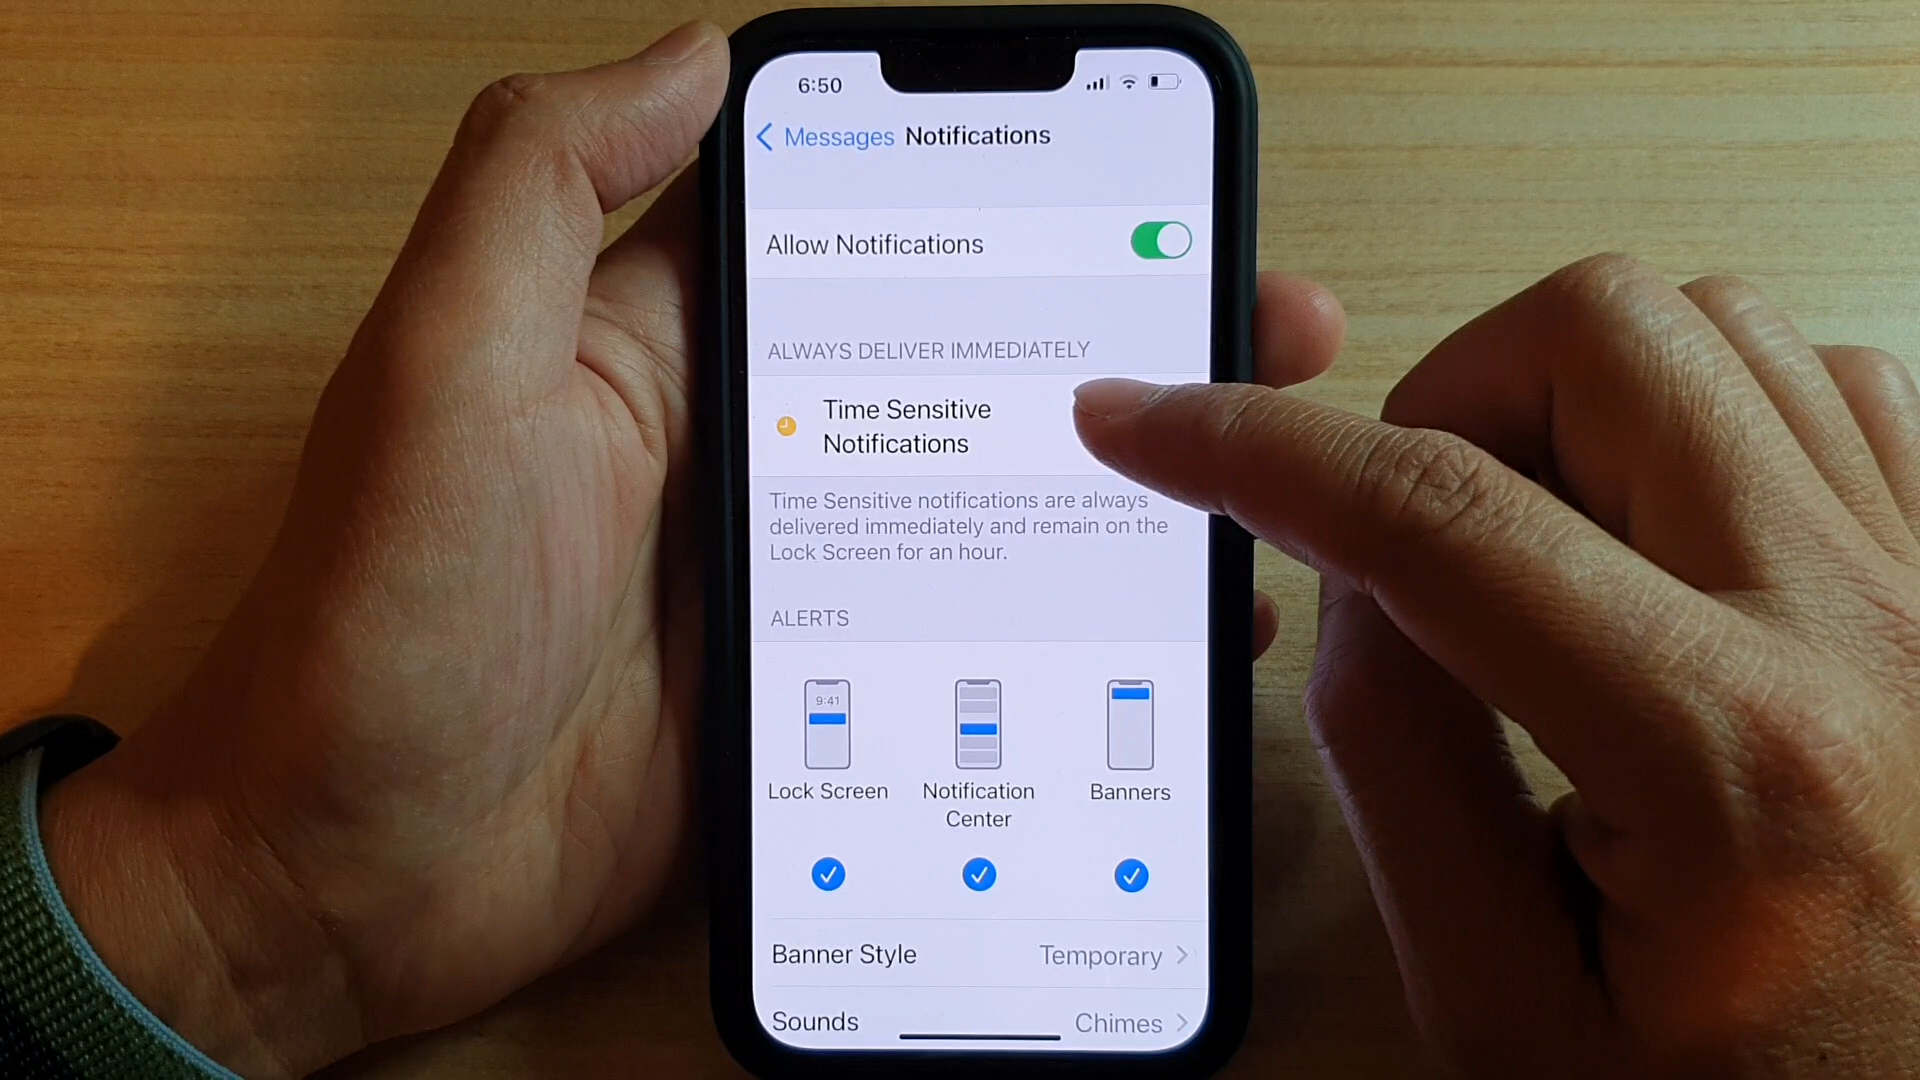 6:50
Messages Notifications
Allow Notifications
ALWAYS DELIVER IMMEDIATELY
Time Sensitive
Notifications
Time Sensitive notifications are always
delivered immediately and remain on the
Lock Screen for an hour.
ALERTS
9:41
Lock Screen
Notification
Center
Banners
Banner Style Temporary
Sounds Chimes